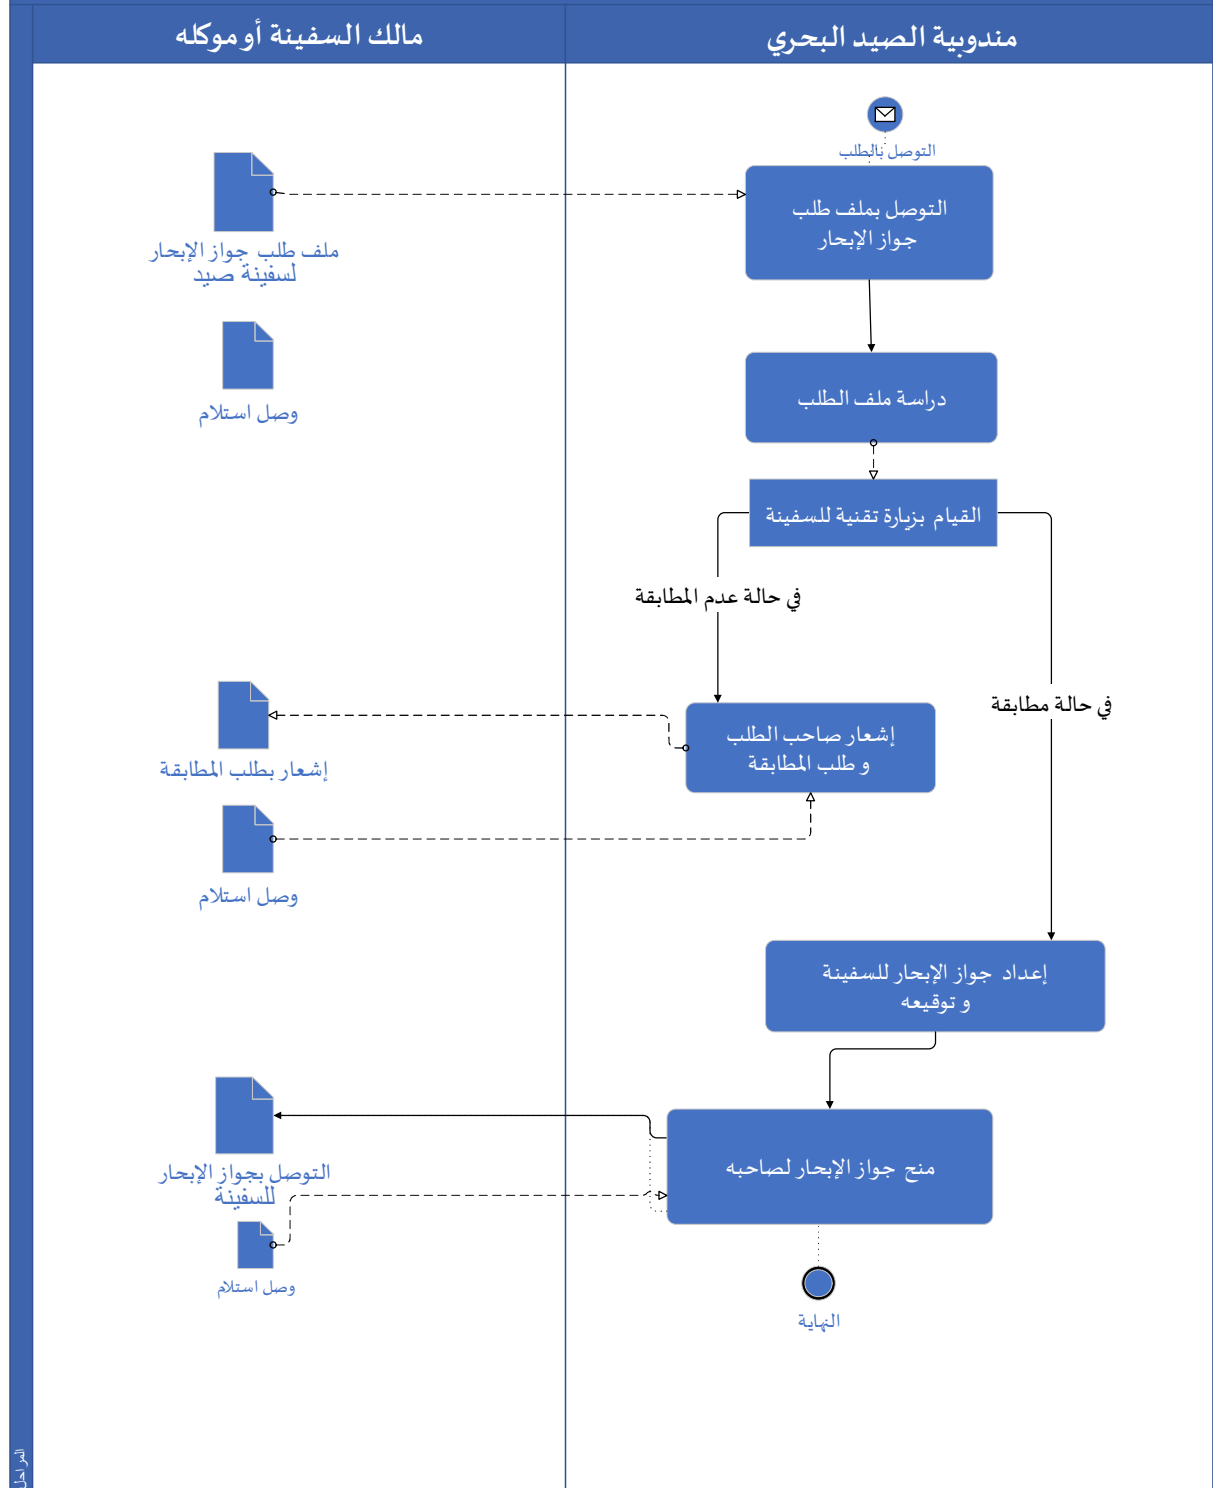 مندوبية الصيد البحري
مالك السفينة أو موكله
التوصل بالطلب
التوصل بملف طلب
جواز الإبحار
ملف طلب جواز الإبحار
لسفينة صيد
وصل استلام
دراسة ملف الطلب
القيام بزيارة تقنية للسفينة
في حالة عدم المطابقة
في حالة مطابقة
إشعار صاحب الطلب
و طلب المطابقة
إشعار بطلب المطابقة
وصل استلام
إعداد جواز الإبحار للسفينة
و توقيعه
منح جواز الإبحار لصاحبه
التوصل بجواز الإبحار
للسفينة
وصل استلام
النهاية
المراحل